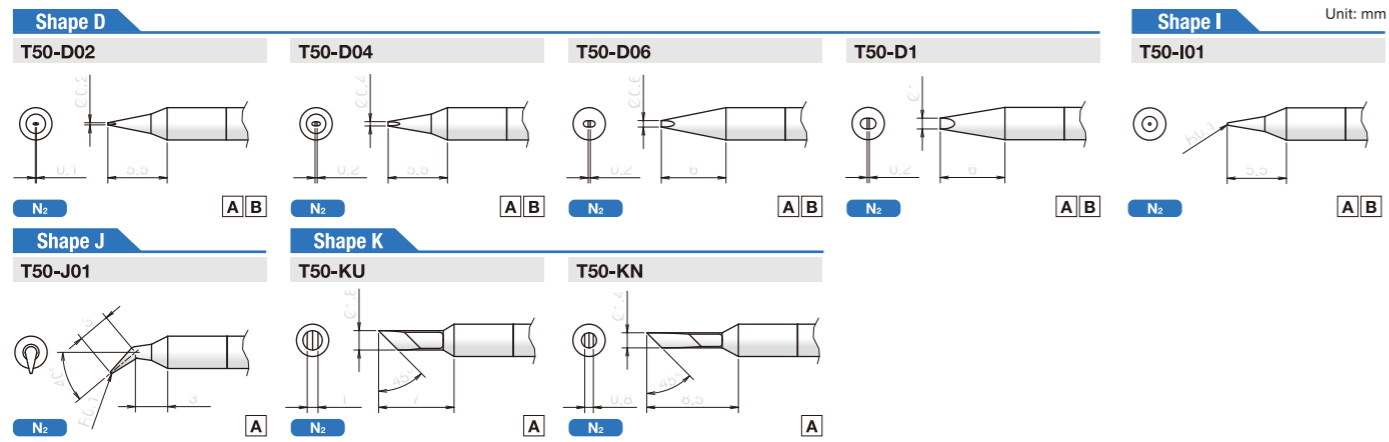 Shape D
Shape I
Unit: mm
T50-D02
T50-D04
T50-D06
T50-D1
T50-I01
0.1
5.5
0.2
5.5
0.2
6
0.2
6
5.5
N₂
A B
N₂
A B
N₂
A B
N₂
A B
N₂
A B
Shape J
Shape K
T50-J01
T50-KU
T50-KN
3
45°
1
7
45°
0.8
8.5
N₂
A
N₂
A
N₂
A